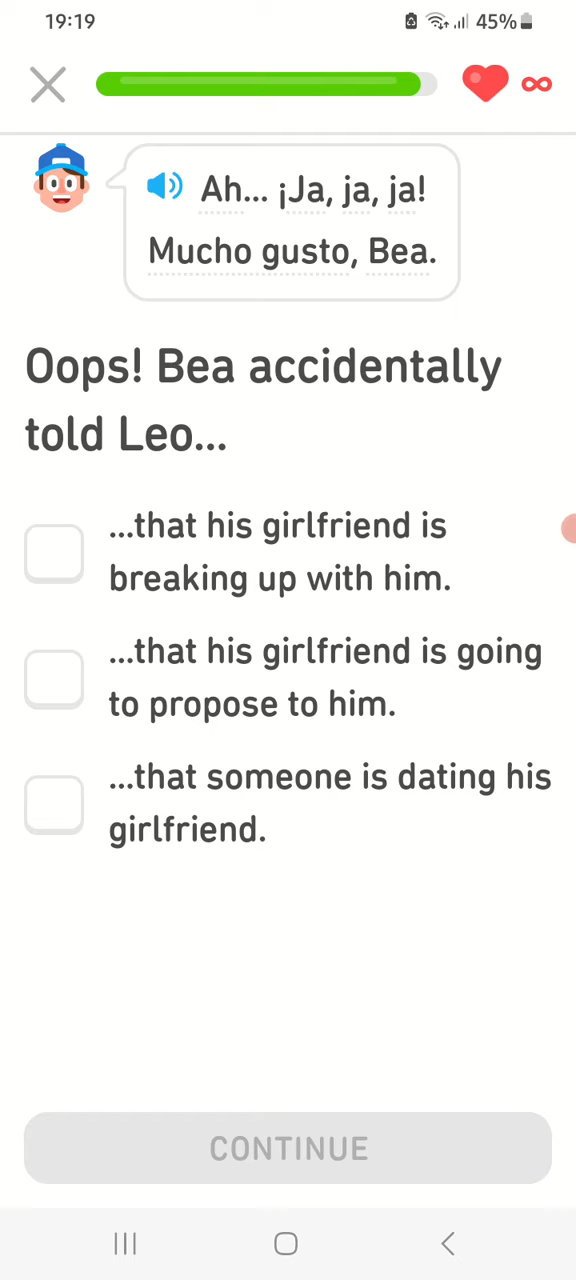 19:19
45%
Ah... ¡Ja, ja, ja!
Mucho gusto, Bea.
Oops! Bea accidentally
told Leo...
...that his girlfriend is
breaking up with him.
...that his girlfriend is going
to propose to him.
...that someone is dating his
girlfriend.
CONTINUE